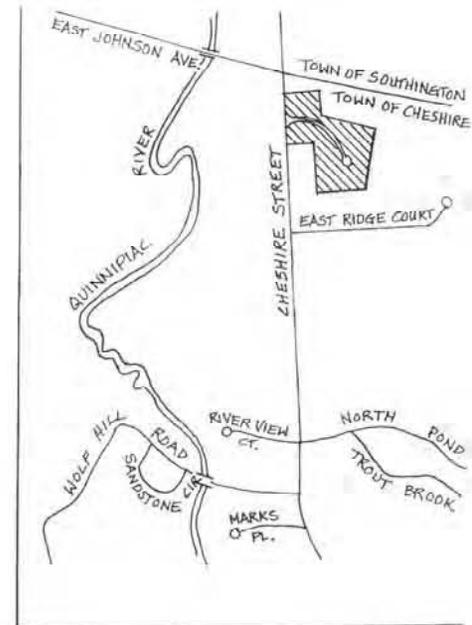 EAST JOHNSON AVE.
TOWN OF SOUTHINGTON
TOWN OF CHESHIRE
RIVER
CHESHIRE STREET
EAST RIDGE COURT
QUINNIPIAC
WOLF HILL
ROAD
SANDSTONE
CIR.
RIVER VIEW
CT.
NORTH
POND
TROUT BROOK
MARKS
PL.